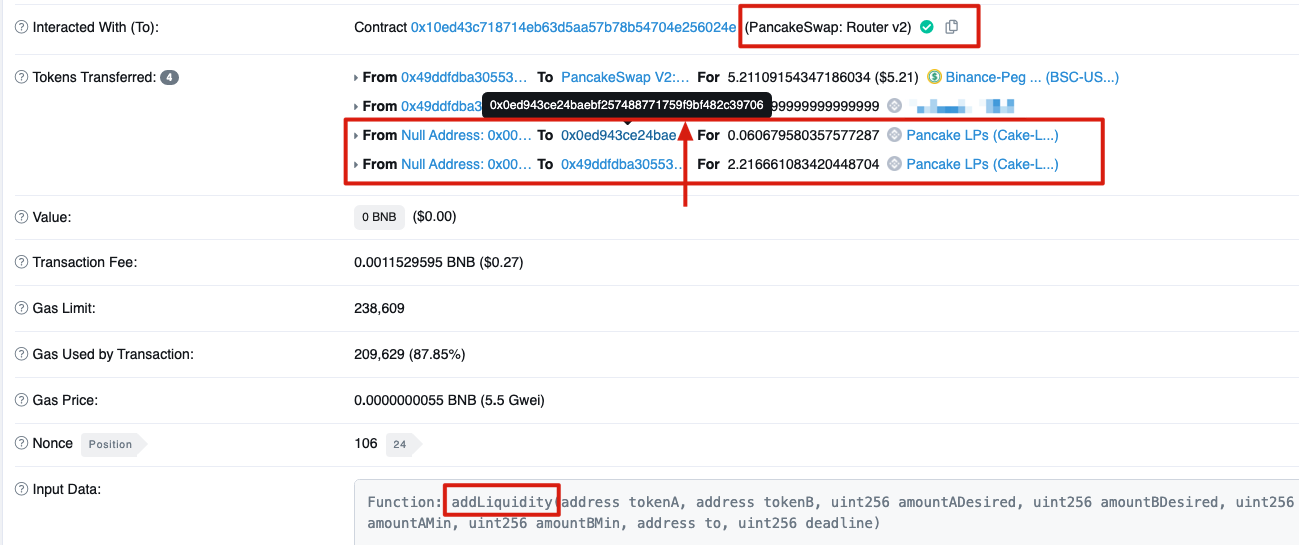 Interacted With (To): Contract 0x10ed43c718714eb63d5aa57b78b54704e256024e (PancakeSwap: Router v2)
Tokens Transferred: 4 From 0x49ddfdba30553... To PancakeSwap V2:... For 5.21109154347186034 ($5.21) Binance-Peg ... (BSC-US...)
From 0x49ddfdba3 0x0ed943ce24baebf257488771759f9bf482c39706 99999999999999
From Null Address: 0x00... To 0x0ed943ce24bae For 0.060679580357577287 Pancake LPs (Cake-L...)
From Null Address: 0x00... To 0x49ddfdba30553... For 2.216661083420448704 Pancake LPs (Cake-L...)
Value: 0 BNB ($0.00)
Transaction Fee: 0.0011529595 BNB ($0.27)
Gas Limit: 238,609
Gas Used by Transaction: 209,629 (87.85%)
Gas Price: 0.0000000055 BNB (5.5 Gwei)
Nonce Position 106 24
Input Data: Function: addLiquidity(address tokenA, address tokenB, uint256 amountADesired, uint256 amountBDesired, uint256
amountAMin, uint256 amountBMin, address to, uint256 deadline)